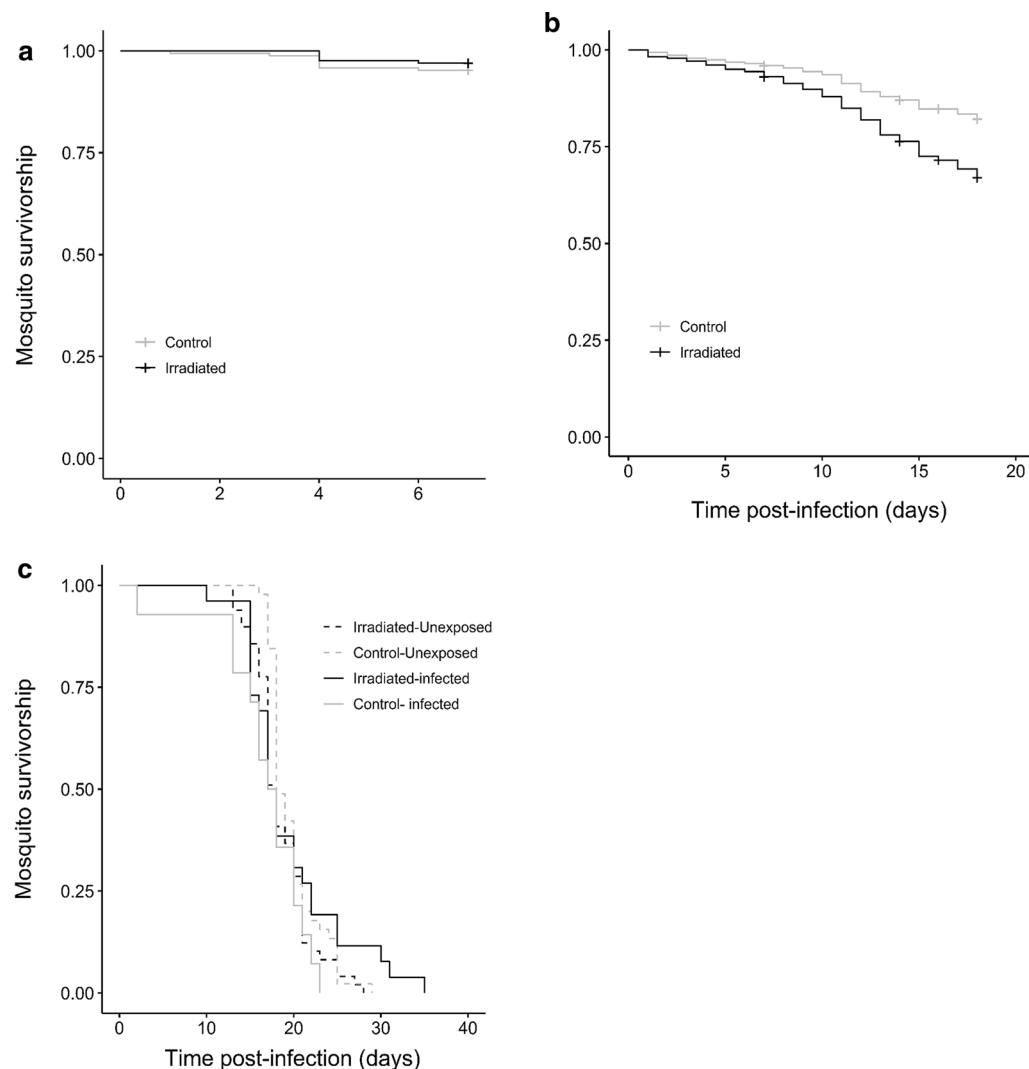 a
1.00
0.75
0.50
0.25
0.00
Mosquito survivorship
Control
Irradiated
0 2 4 6
b
1.00
0.75
0.50
0.25
0.00
Control
Irradiated
0 5 10 15 20
Time post-infection (days)
c
1.00
0.75
0.50
0.25
0.00
Mosquito survivorship
Irradiated-Unexposed
Control-Unexposed
Irradiated-infected
Control- infected
0 10 20 30 40
Time post-infection (days)